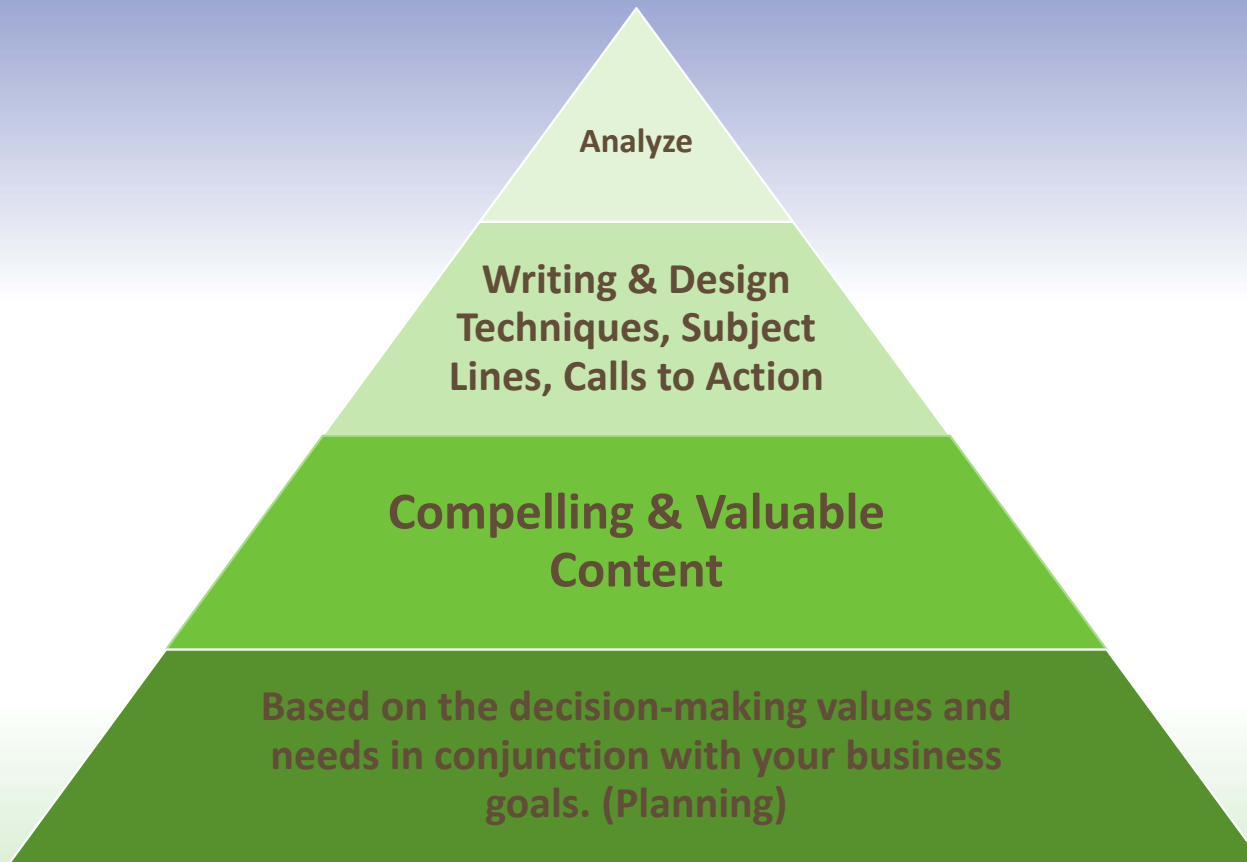 Analyze
Writing & Design
Techniques, Subject
Lines, Calls to Action
Compelling & Valuable
Content
Based on the decision-making values and
needs in conjunction with your business
goals. (Planning)